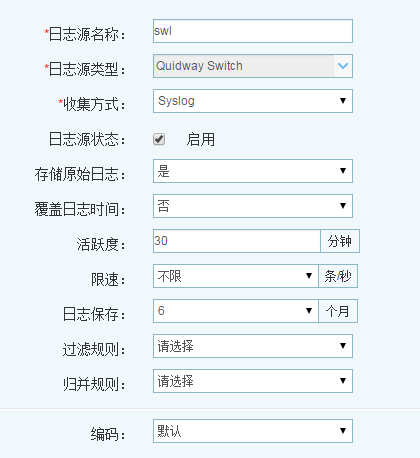 *日志源名称： swl
*日志源类型： Quidway Switch
*收集方式： Syslog
日志源状态： 启用
存储原始日志： 是
覆盖日志时间： 否
活跃度： 30 分钟
限速： 不限 条/秒
日志保存： 6 个月
过滤规则： 请选择
归并规则： 请选择
编码： 默认